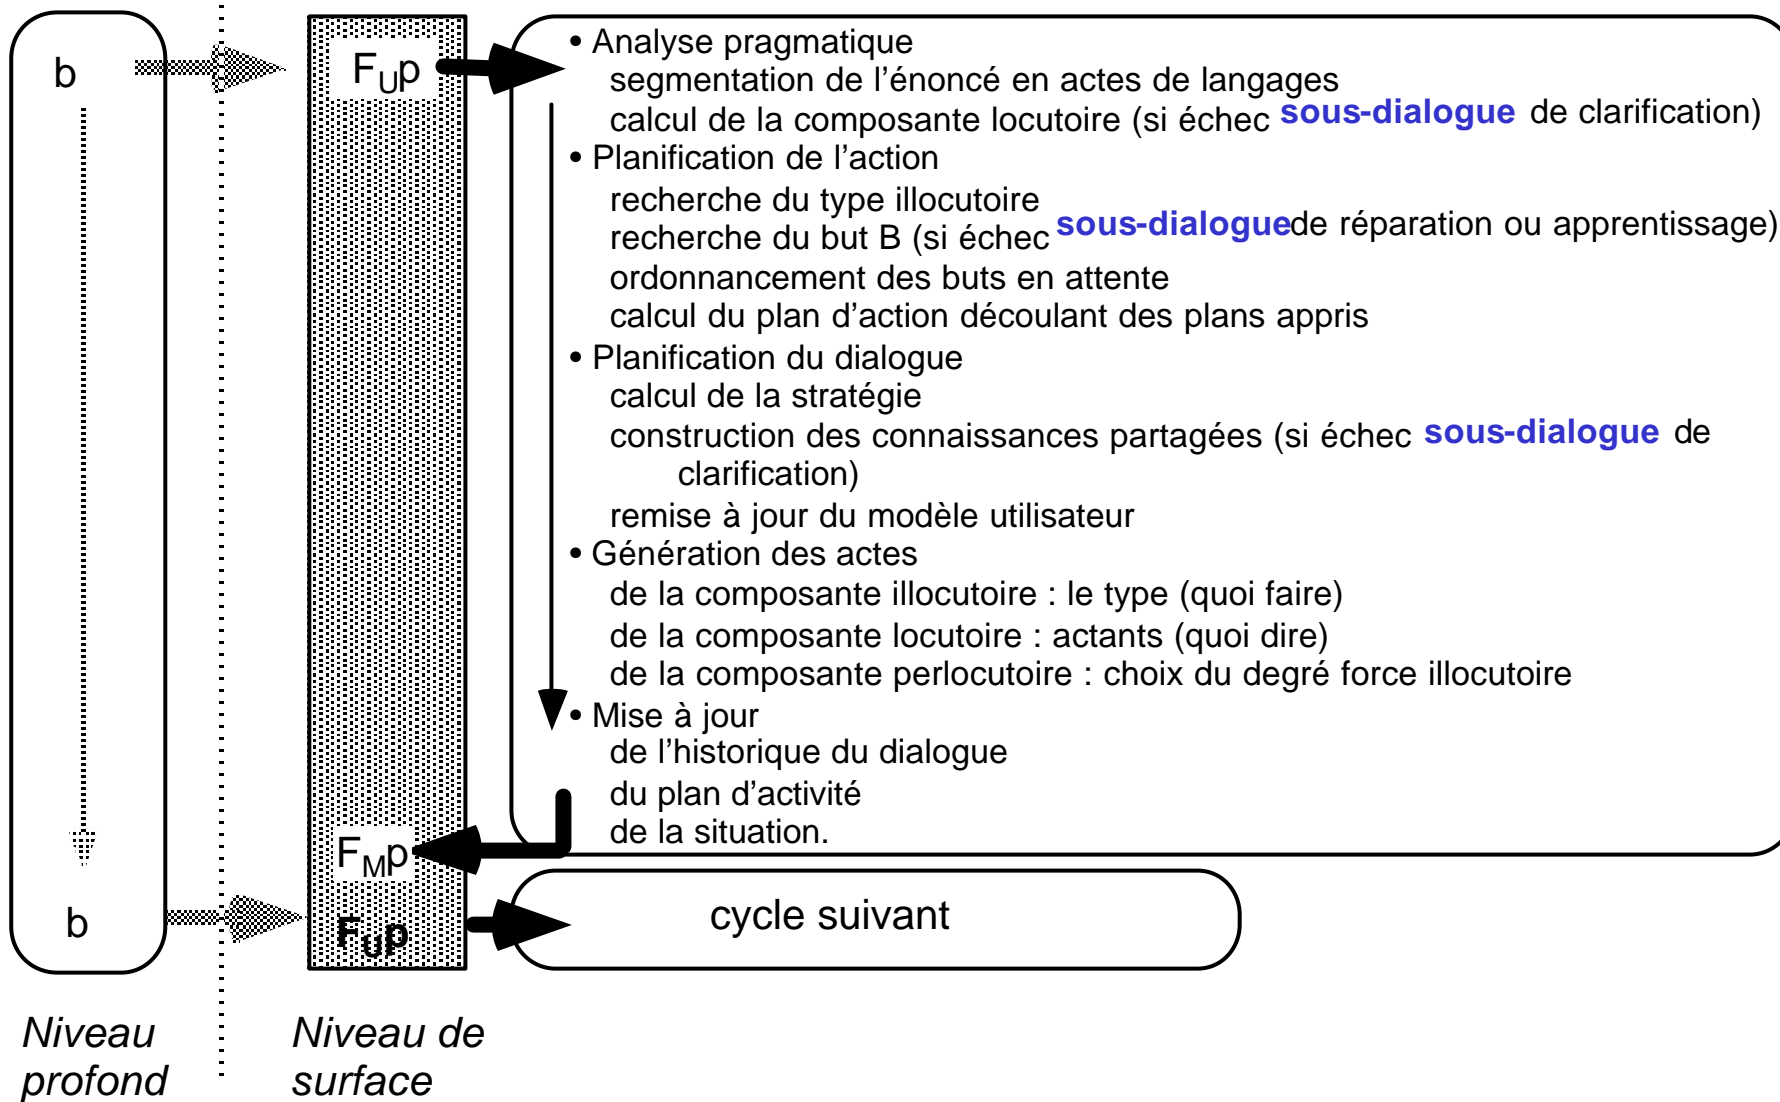 b
F_Up
• Analyse pragmatique
segmentation de l'énoncé en actes de langages
calcul de la composante locutoire (si échec sous-dialogue de clarification)
• Planification de l'action
recherche du type illocutoire
recherche du but B (si échec sous-dialogue de réparation ou apprentissage)
ordonnancement des buts en attente
calcul du plan d'action découlant des plans appris
• Planification du dialogue
calcul de la stratégie
construction des connaissances partagées (si échec sous-dialogue de
clarification)
remise à jour du modèle utilisateur
• Génération des actes
de la composante illocutoire : le type (quoi faire)
de la composante locutoire : actants (quoi dire)
de la composante perlocutoire : choix du degré force illocutoire
• Mise à jour
de l'historique du dialogue
du plan d'activité
de la situation.
F_Mp
b
F_Up
cycle suivant
Niveau
profond
Niveau de
surface